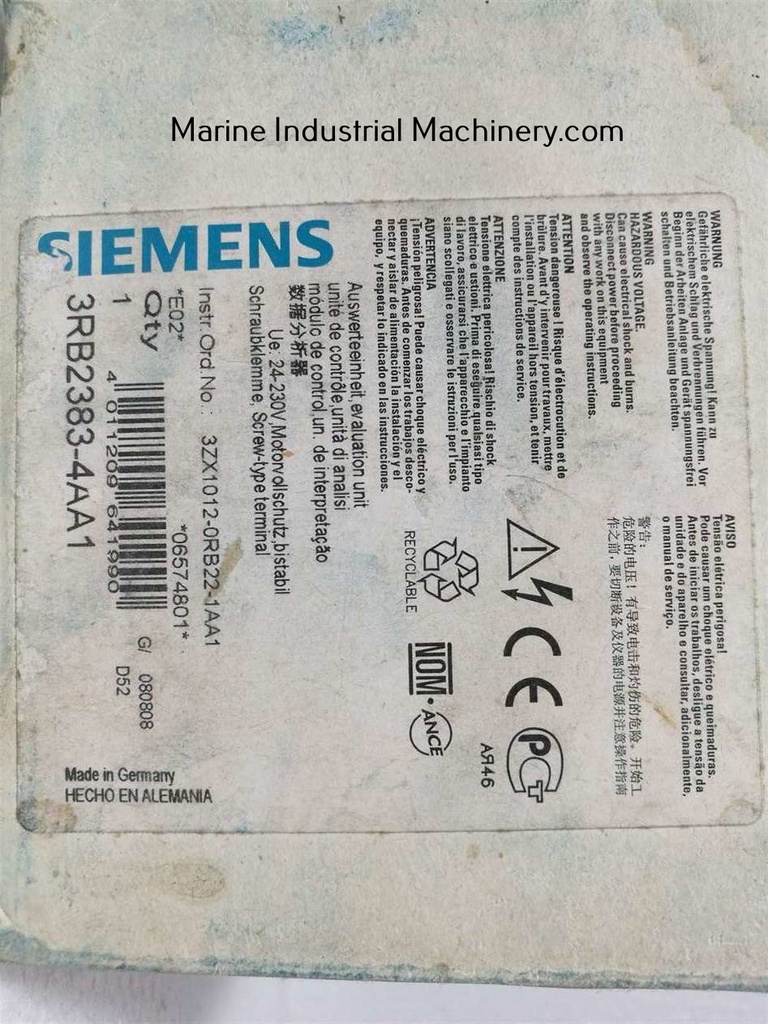 Marine Industrial Machinery.com
SIEMENS
3RB2383-4AA1
1
4 011209 641990
Qty
*E02*
*06574801*
G/ 080808
D52
Instr.Ord No.: 3ZX1012-0RB22-1AA1
Auswerteeinheit,evaluation unit
unité de contrôle,unità di analisi
módulo de control,un. de interpretação
数据分析器
Ue: 24-230V,Motorvollschutz,bistabil
Schraubklemme, Screw-type terminal
Made in Germany
HECHO EN ALEMANIA
WARNUNG
Gefährliche elektrische Spannung! Kann zu
elektrischem Schlag und Verbrennungen führen. Vor
Beginn der Arbeiten Anlage und Gerät spannungsfrei
schalten und Betriebsanleitung beachten.
WARNING
HAZARDOUS VOLTAGE.
Can cause electrical shock and burns.
Disconnect power before proceeding
with any work on this equipment
and observe the operating instructions.
ATTENTION
Tension dangereuse ! Risque d'électrocution et de
brûlure. Avant d'y intervenir pour travaux, mettre
l'installation ou l'appareil hors tension, et tenir
compte des instructions de service.
ATTENZIONE
Tensione elettrica pericolosa! Rischio di shock
elettrico e ustioni. Prima di eseguire qualsiasi tipo
di lavoro, assicurarsi che l'apparecchio e l'impianto
siano scollegati e osservare le istruzioni per l'uso.
ADVERTENCIA
¡Tensión peligrosa! Puede causar choque eléctrico y
quemaduras. Antes de comenzar los trabajos desco-
nectar y aislar de alimentación la instalación y el
equipo, y respetar lo indicado en las instrucciones.
AVISO
Tensão elétrica perigosa!
Pode causar um choque elétrico e queimaduras.
Antes de iniciar os trabalhos, desligue a tensão da
unidade e do aparelho e consultar, adicionalmente,
o manual de serviço.
警告:
危险的电压! 有导致电击和灼伤的危险。开始工
作之前，要切断设备及仪器的电源并注意操作指南
CE
РСТ
АЯ46
RECYCLABLE
NOM·ANCE